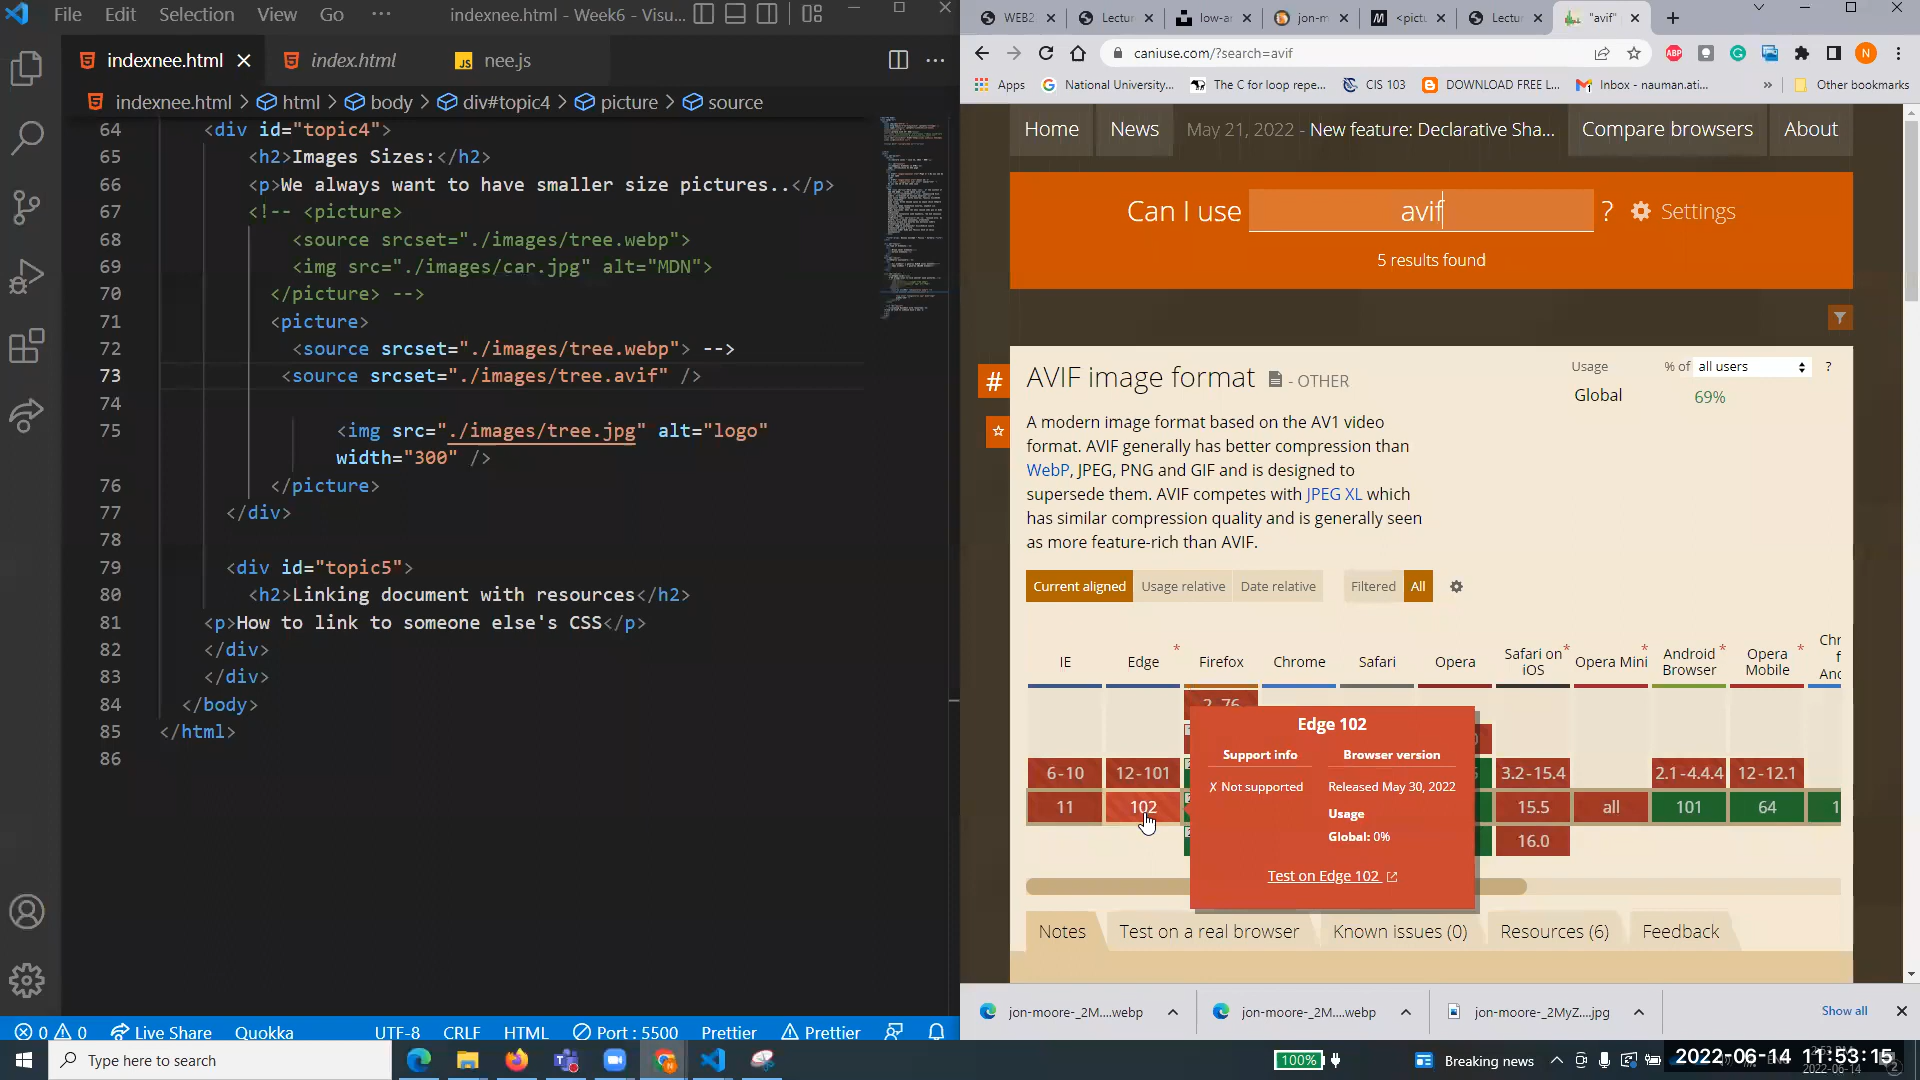 File Edit Selection View Go ··· indexnee.html - Week6 - Visu...
indexnee.html index.html JS nee.js
indexnee.html > html > body > div#topic4 > picture > source
64 <div id="topic4">
65 <h2>Images Sizes:</h2>
66 <p>We always want to have smaller size pictures..</p>
67 <!-- <picture>
68 <source srcset="./images/tree.webp">
69 <img src="./images/car.jpg" alt="MDN">
70 </picture> -->
71 <picture>
72 <source srcset="./images/tree.webp"> -->
73 <source srcset="./images/tree.avif" />
74
75 <img src="./images/tree.jpg" alt="logo"
width="300" />
76 </picture>
77 </div>
78
79 <div id="topic5">
80 <h2>Linking document with resources</h2>
81 <p>How to link to someone else's CSS</p>
82 </div>
83 </div>
84 </body>
85 </html>
86
0 0 Live Share Quokka UTF-8 CRLF HTML Port : 5500 Prettier Prettier
WEB2 Lectur low-ar jon-m <pictu Lectur "avif"
caniuse.com/?search=avif
Apps National University... The C for loop repe... CIS 103 DOWNLOAD FREE L... Inbox - nauman.ati... » Other bookmarks
Home News May 21, 2022 - New feature: Declarative Sha... Compare browsers About
Can I use avif ? Settings
5 results found
# AVIF image format - OTHER
Usage % of all users ?
Global 69%
A modern image format based on the AV1 video
format. AVIF generally has better compression than
WebP, JPEG, PNG and GIF and is designed to
supersede them. AVIF competes with JPEG XL which
has similar compression quality and is generally seen
as more feature-rich than AVIF.
Current aligned Usage relative Date relative Filtered All
IE Edge * Firefox Chrome Safari Opera Safari on iOS * Opera Mini Android Browser * Opera Mobile *
2-76
6-10 12-101 3.2-15.4 2.1-4.4.4 12-12.1
11 102 15.5 all 101 64
16.0
Edge 102
Support info Browser version
✗ Not supported Released May 30, 2022
Usage
Global: 0%
Test on Edge 102
Notes Test on a real browser Known issues (0) Resources (6) Feedback
jon-moore-_2M....webp jon-moore-_2M....webp jon-moore-_2MyZ....jpg Show all
Type here to search 100% Breaking news
2022-06-14 11:53:15
2022-06-14